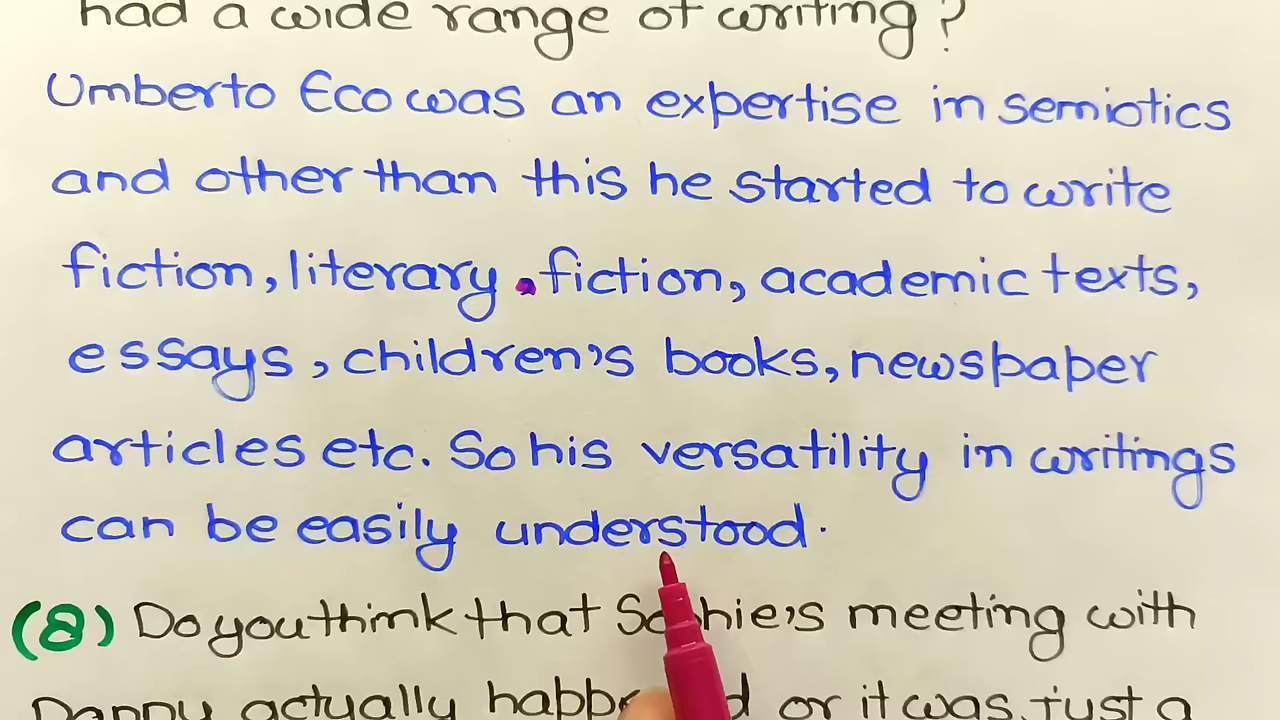 had a wide range of writing?
Umberto Eco was an expertise in semiotics
and other than this he started to write
fiction, literary fiction, academic texts,
essays, children's books, newspaper
articles etc. So his versatility in writings
can be easily understood.
(8) Do you think that Sophie's meeting with
Danny actually happened or it was just a